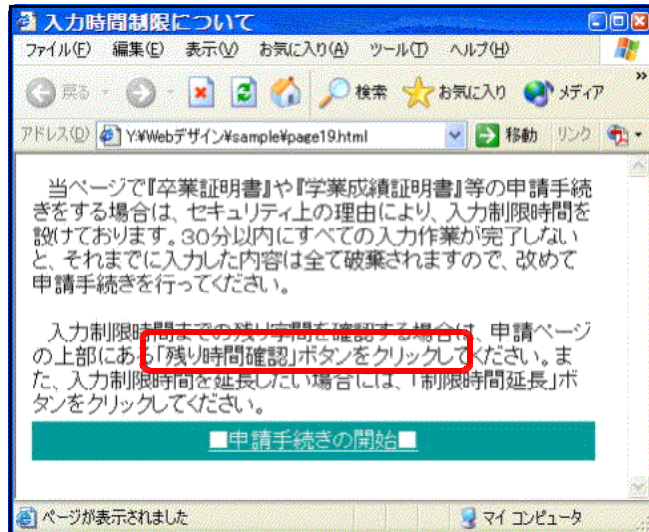 入力時間制限について
ファイル(F) 編集(E) 表示(V) お気に入り(A) ツール(T) ヘルプ(H)
戻る 検索 お気に入り メディア »
アドレス(D) Y:¥Webデザイン¥sample¥page19.html 移動 リンク
当ページで『卒業証明書』や『学業成績証明書』等の申請手続
きをする場合は、セキュリティ上の理由により、入力制限時間を
設けております。30分以内にすべての入力作業が完了しない
と、それまでに入力した内容は全て破棄されますので、改めて
申請手続きを行ってください。
入力制限時間までの残り字間を確認する場合は、申請ページ
の上部にある「残り時間確認」ボタンをクリックしてください。ま
た、入力制限時間を延長したい場合には、「制限時間延長」ボ
タンをクリックしてください。
■申請手続きの開始■
ページが表示されました マイ コンピュータ